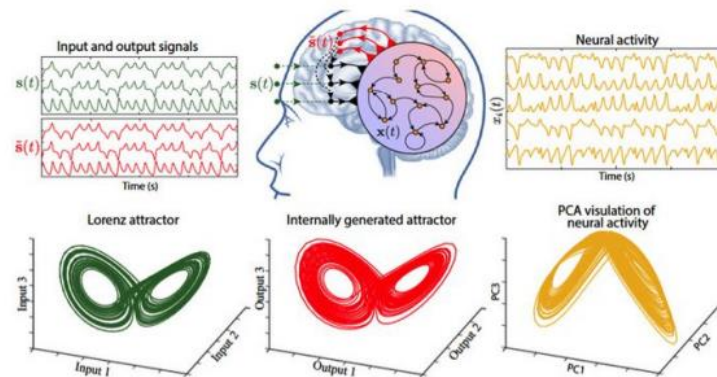 Input and output signals
s(t)
s̃(t)
Time (s)
s̃(t)
s(t)
x(t)
Neural activity
xᵢ(t)
Time (s)
Lorenz attractor
Input 3
Input 1
Input 2
Internally generated attractor
Output 3
Output 1
Output 2
PCA visulation of
neural activity
PC3
PC1
PC2